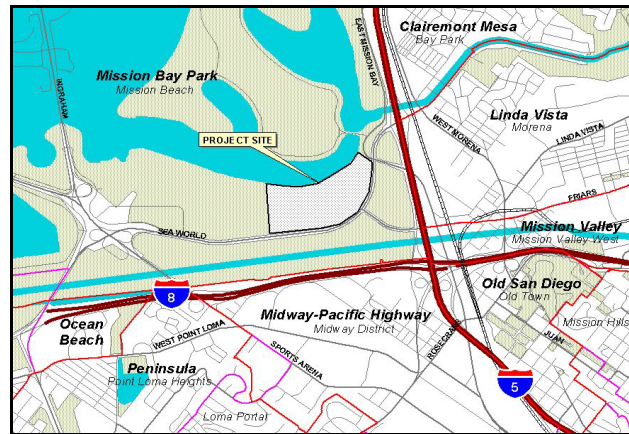 Clairemont Mesa
Bay Park
EAST MISSION BAY
Mission Bay Park
Mission Beach
INGRAHAM
Linda Vista
Morena
WEST MORENA
LINDA VISTA
PROJECT SITE
FRIARS
SEA WORLD
Mission Valley
Mission Valley West
8
Old San Diego
Old Town
Midway-Pacific Highway
Midway District
ROSECRANS
Mission Hills
JUAN
Ocean
Beach
WEST POINT LOMA
SPORTS ARENA
Peninsula
Point Loma Heights
5
Loma Portal